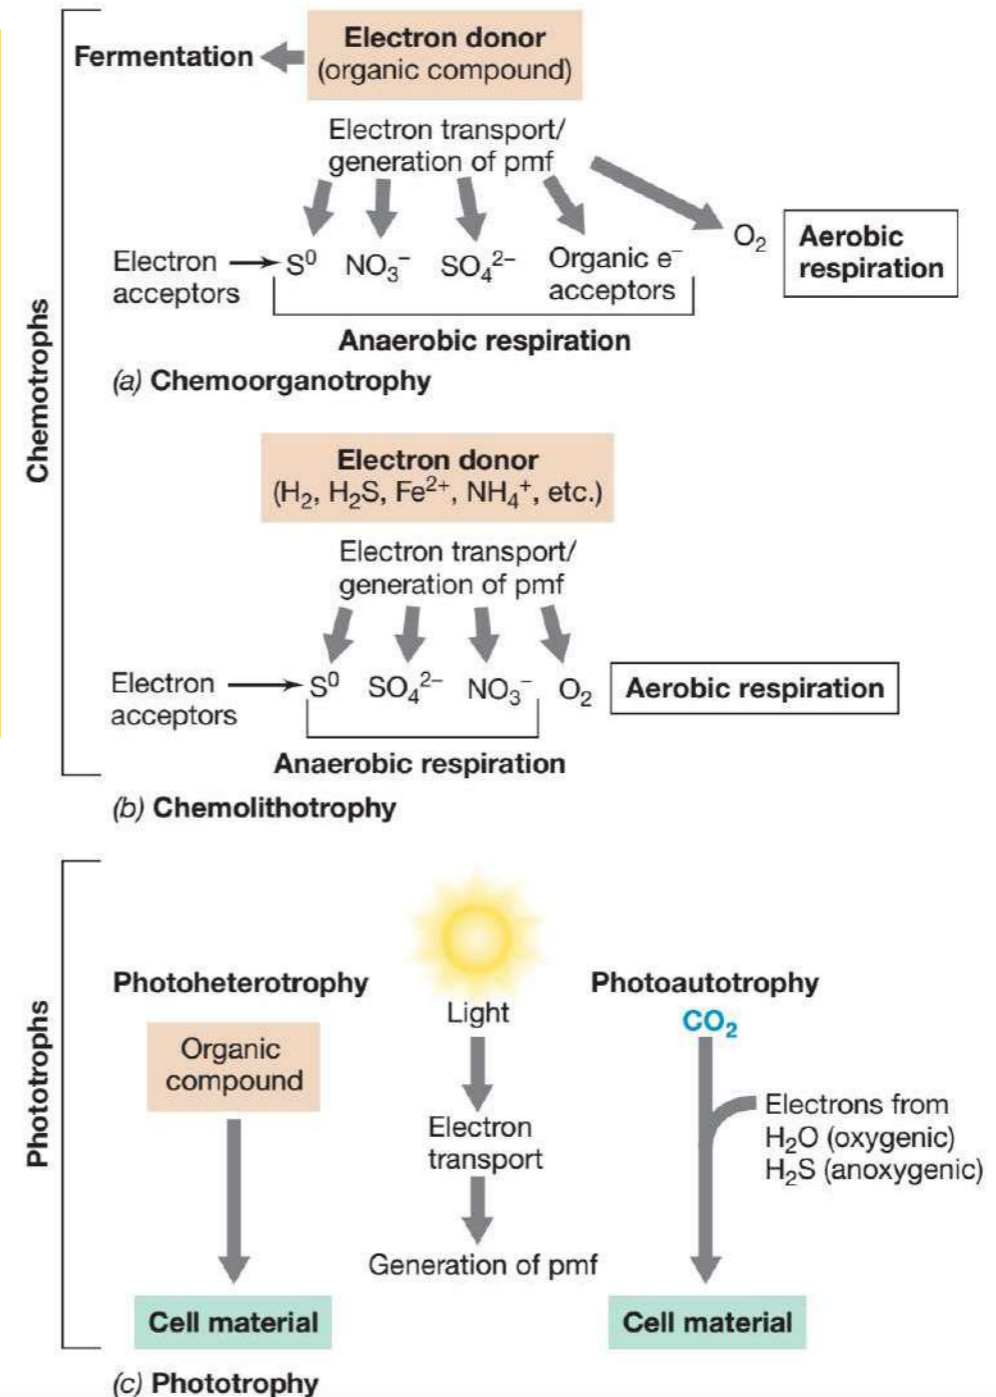 Chemotrophs
Fermentation
Electron donor
(organic compound)
Electron transport/
generation of pmf
Electron
acceptors
S⁰ NO₃⁻ SO₄²⁻
Organic e⁻
acceptors
O₂
Aerobic
respiration
Anaerobic respiration
(a) Chemoorganotrophy
Electron donor
(H₂, H₂S, Fe²⁺, NH₄⁺, etc.)
Electron transport/
generation of pmf
Electron
acceptors
S⁰ SO₄²⁻ NO₃⁻ O₂
Aerobic respiration
Anaerobic respiration
(b) Chemolithotrophy
Phototrophs
Photoheterotrophy
Organic
compound
Cell material
Light
Electron
transport
Generation of pmf
Photoautotrophy
CO₂
Electrons from
H₂O (oxygenic)
H₂S (anoxygenic)
Cell material
(c) Phototrophy